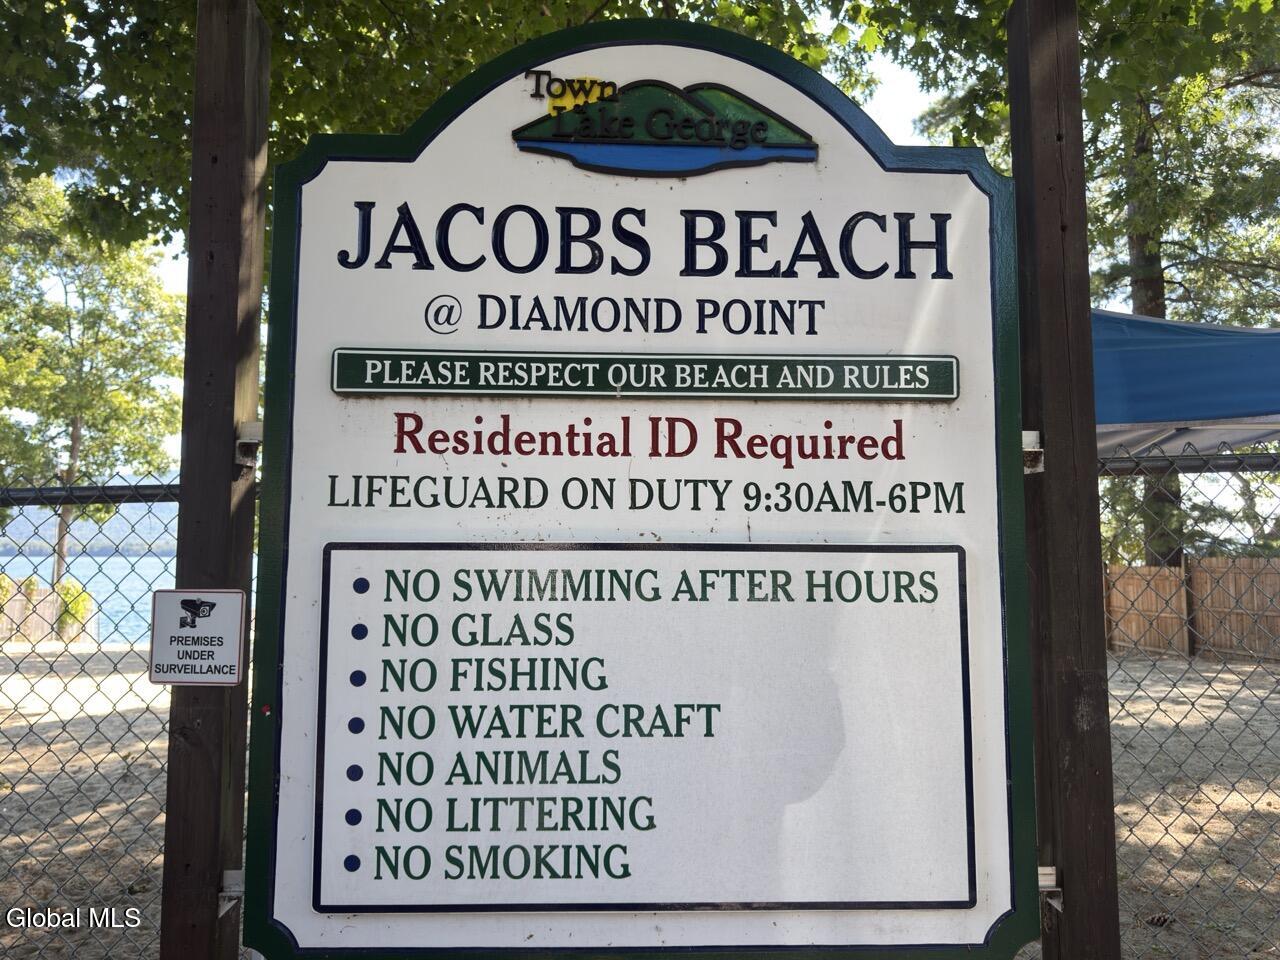 Town
Lake George
JACOBS BEACH
@ DIAMOND POINT
PLEASE RESPECT OUR BEACH AND RULES
Residential ID Required
LIFEGUARD ON DUTY 9:30AM-6PM
• NO SWIMMING AFTER HOURS
• NO GLASS
• NO FISHING
• NO WATER CRAFT
• NO ANIMALS
• NO LITTERING
• NO SMOKING
PREMISES
UNDER
SURVEILLANCE
Global MLS